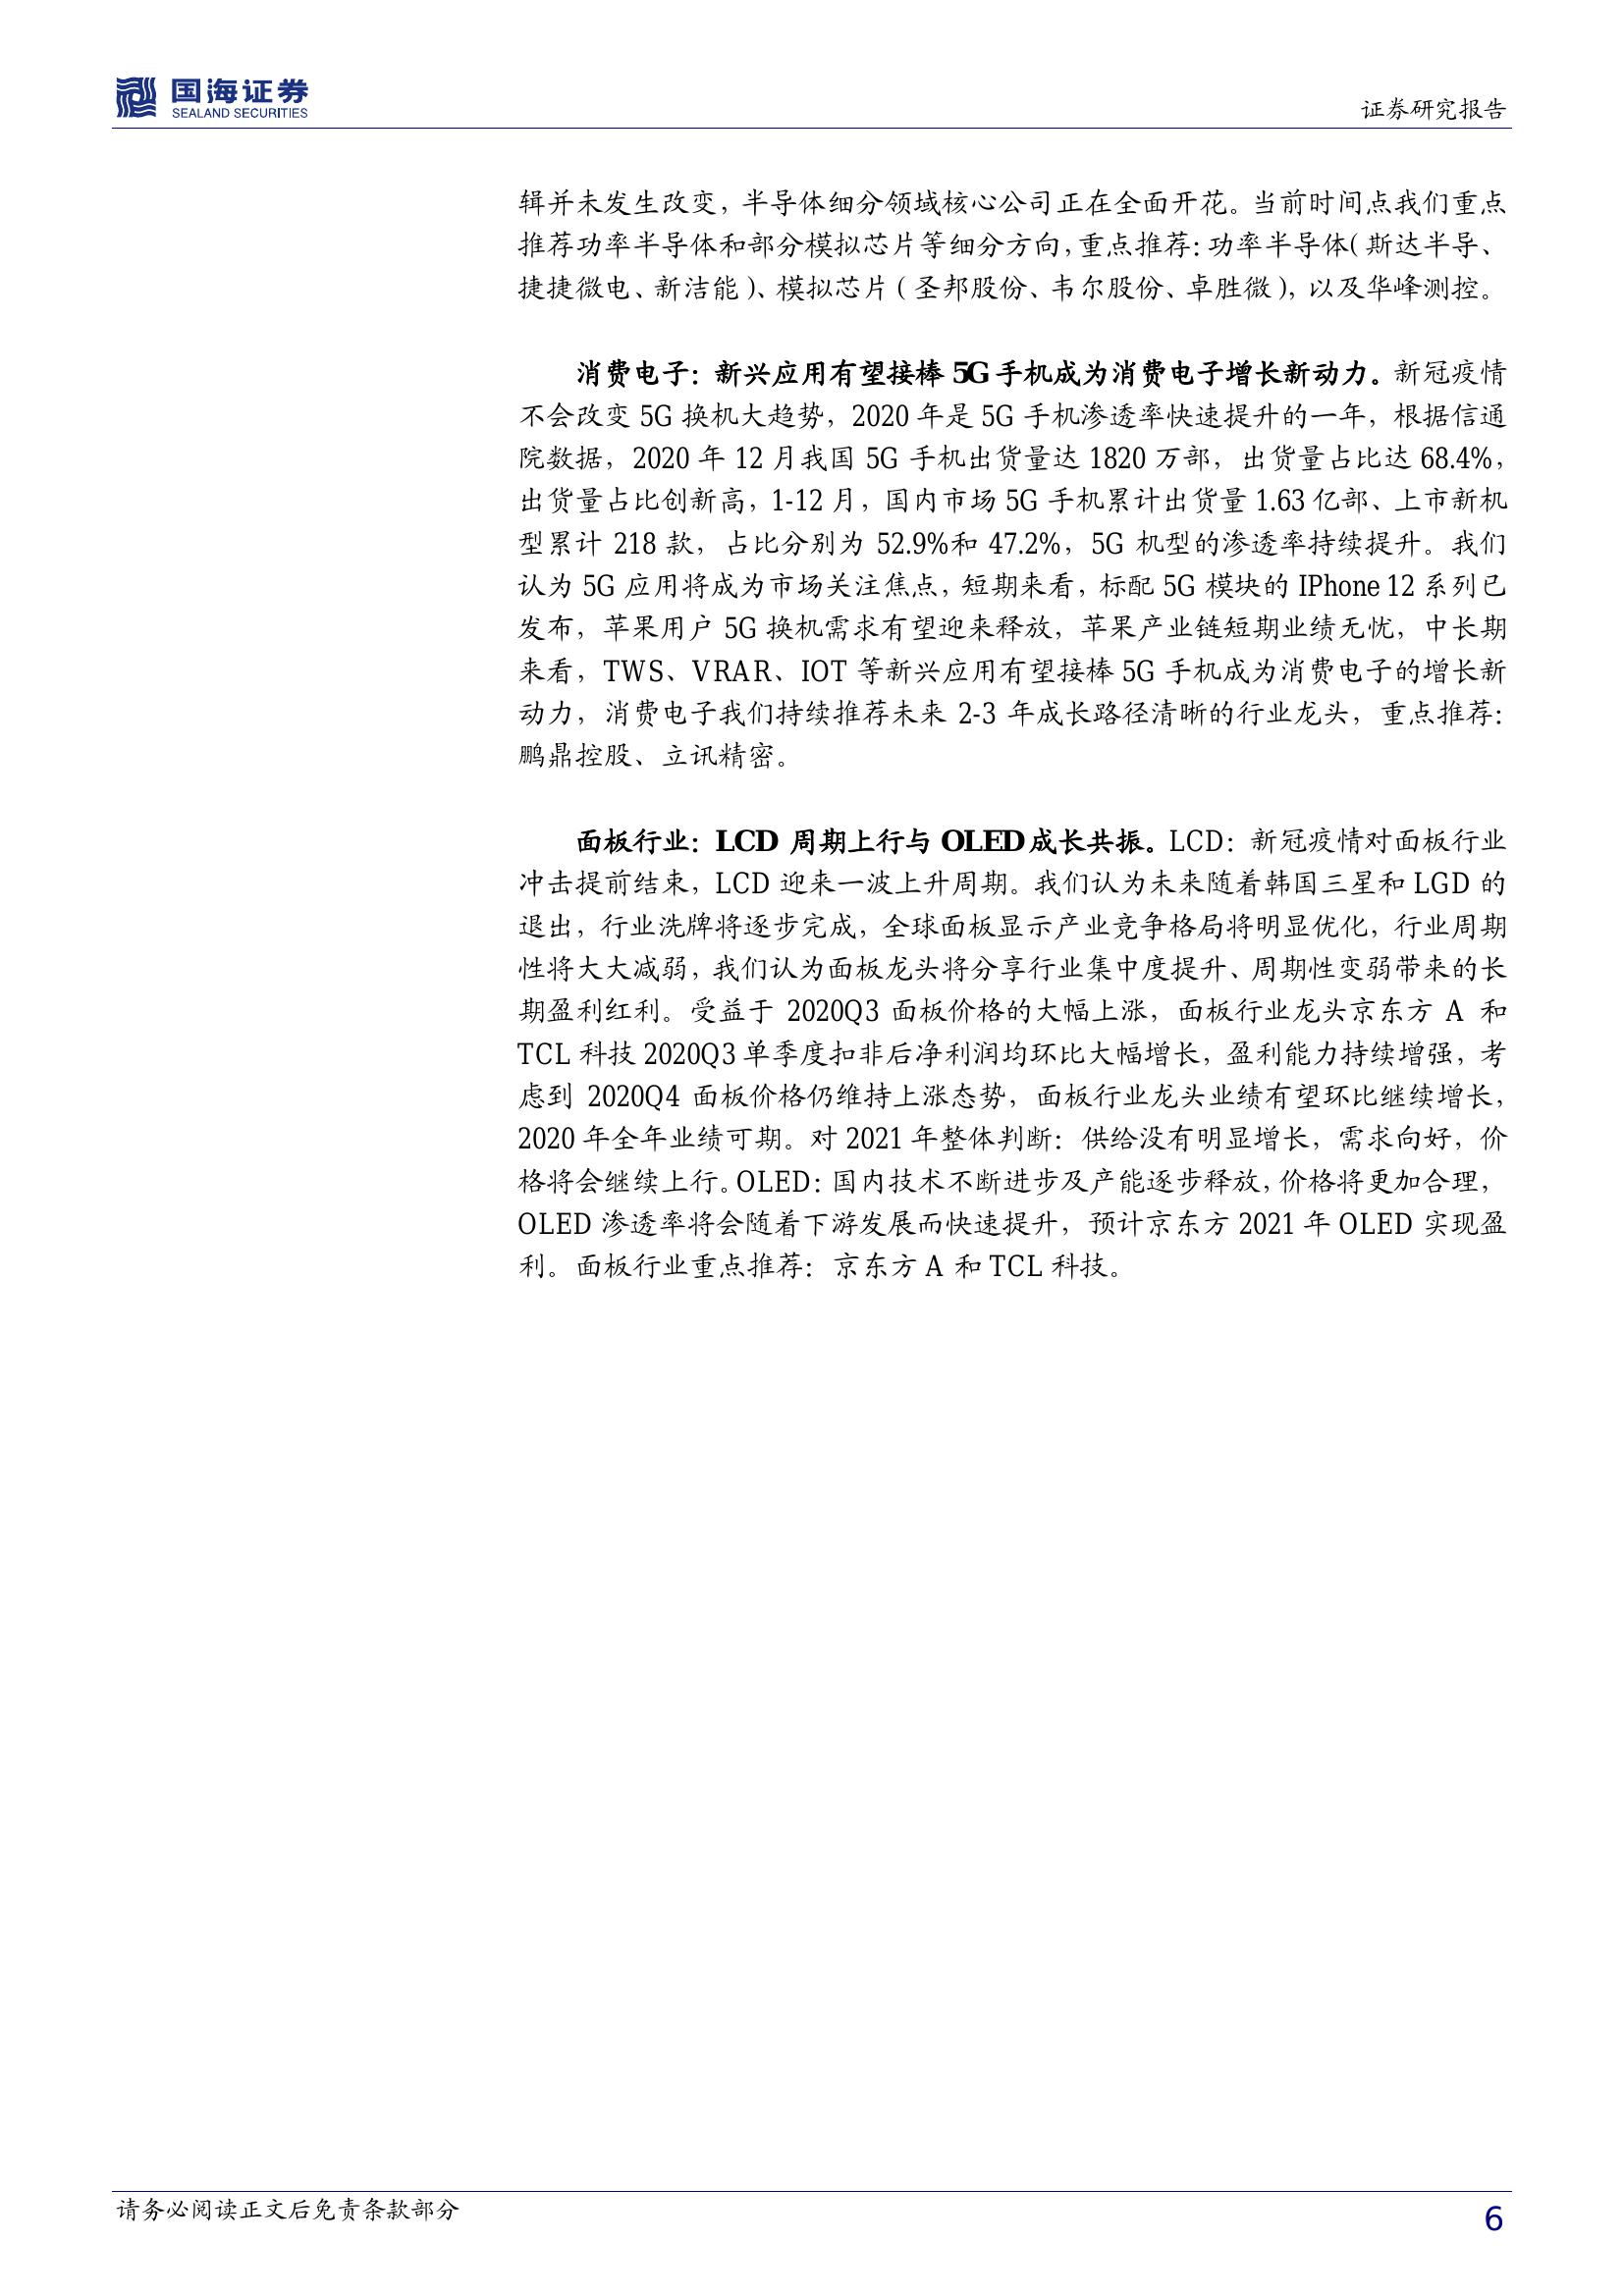 国海证券
SEALAND SECURITIES
证券研究报告
辑并未发生改变，半导体细分领域核心公司正在全面开花。当前时间点我们重点
推荐功率半导体和部分模拟芯片等细分方向，重点推荐：功率半导体（斯达半导、
捷捷微电、新洁能）、模拟芯片（圣邦股份、韦尔股份、卓胜微），以及华峰测控。
消费电子：新兴应用有望接棒 5G 手机成为消费电子增长新动力。新冠疫情
不会改变 5G 换机大趋势，2020 年是 5G 手机渗透率快速提升的一年，根据信通
院数据，2020 年 12 月我国 5G 手机出货量达 1820 万部，出货量占比达 68.4%，
出货量占比创新高，1-12 月，国内市场 5G 手机累计出货量 1.63 亿部、上市新机
型累计 218 款，占比分别为 52.9%和 47.2%，5G 机型的渗透率持续提升。我们
认为 5G 应用将成为市场关注焦点，短期来看，标配 5G 模块的 IPhone 12 系列已
发布，苹果用户 5G 换机需求有望迎来释放，苹果产业链短期业绩无忧，中长期
来看，TWS、VRAR、IOT 等新兴应用有望接棒 5G 手机成为消费电子的增长新
动力，消费电子我们持续推荐未来 2-3 年成长路径清晰的行业龙头，重点推荐：
鹏鼎控股、立讯精密。
面板行业：LCD 周期上行与 OLED 成长共振。LCD：新冠疫情对面板行业
冲击提前结束，LCD 迎来一波上升周期。我们认为未来随着韩国三星和 LGD 的
退出，行业洗牌将逐步完成，全球面板显示产业竞争格局将明显优化，行业周期
性将大大减弱，我们认为面板龙头将分享行业集中度提升、周期性变弱带来的长
期盈利红利。受益于 2020Q3 面板价格的大幅上涨，面板行业龙头京东方 A 和
TCL 科技 2020Q3 单季度扣非后净利润均环比大幅增长，盈利能力持续增强，考
虑到 2020Q4 面板价格仍维持上涨态势，面板行业龙头业绩有望环比继续增长，
2020 年全年业绩可期。对 2021 年整体判断：供给没有明显增长，需求向好，价
格将会继续上行。OLED：国内技术不断进步及产能逐步释放，价格将更加合理，
OLED 渗透率将会随着下游发展而快速提升，预计京东方 2021 年 OLED 实现盈
利。面板行业重点推荐：京东方 A 和 TCL 科技。
请务必阅读正文后免责条款部分
6